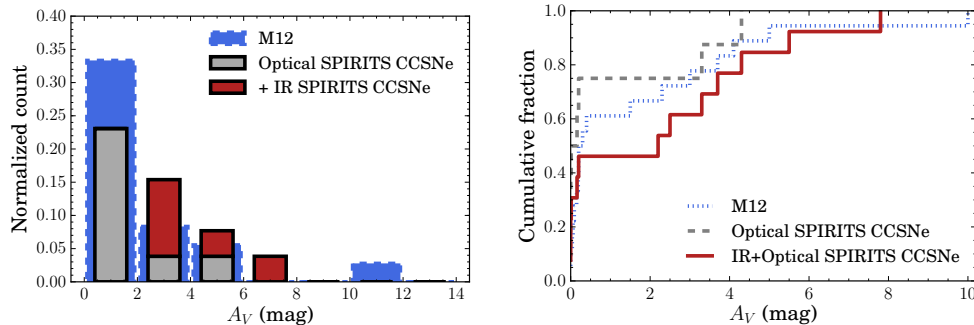 0.40
0.35
0.30
0.25
0.20
0.15
0.10
0.05
0.00
Normalized count
M12
Optical SPIRITS CCSNe
+ IR SPIRITS CCSNe
0 2 4 6 8 10 12 14
A_V (mag)
1.0
0.8
0.6
0.4
0.2
0.0
Cumulative fraction
M12
Optical SPIRITS CCSNe
IR+Optical SPIRITS CCSNe
0 2 4 6 8 10
A_V (mag)